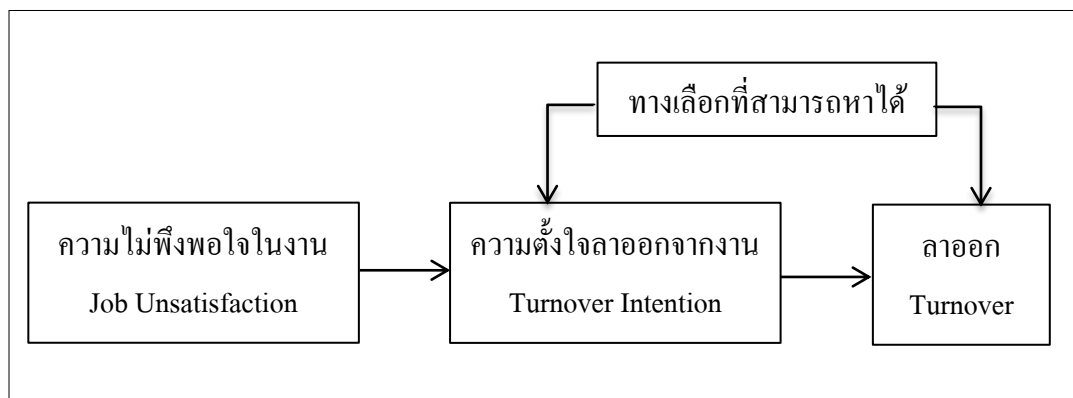 ทางเลือกที่สามารถหาได้
ความไม่พึงพอใจในงาน
Job Unsatisfaction
ความตั้งใจลาออกจากงาน
Turnover Intention
ลาออก
Turnover